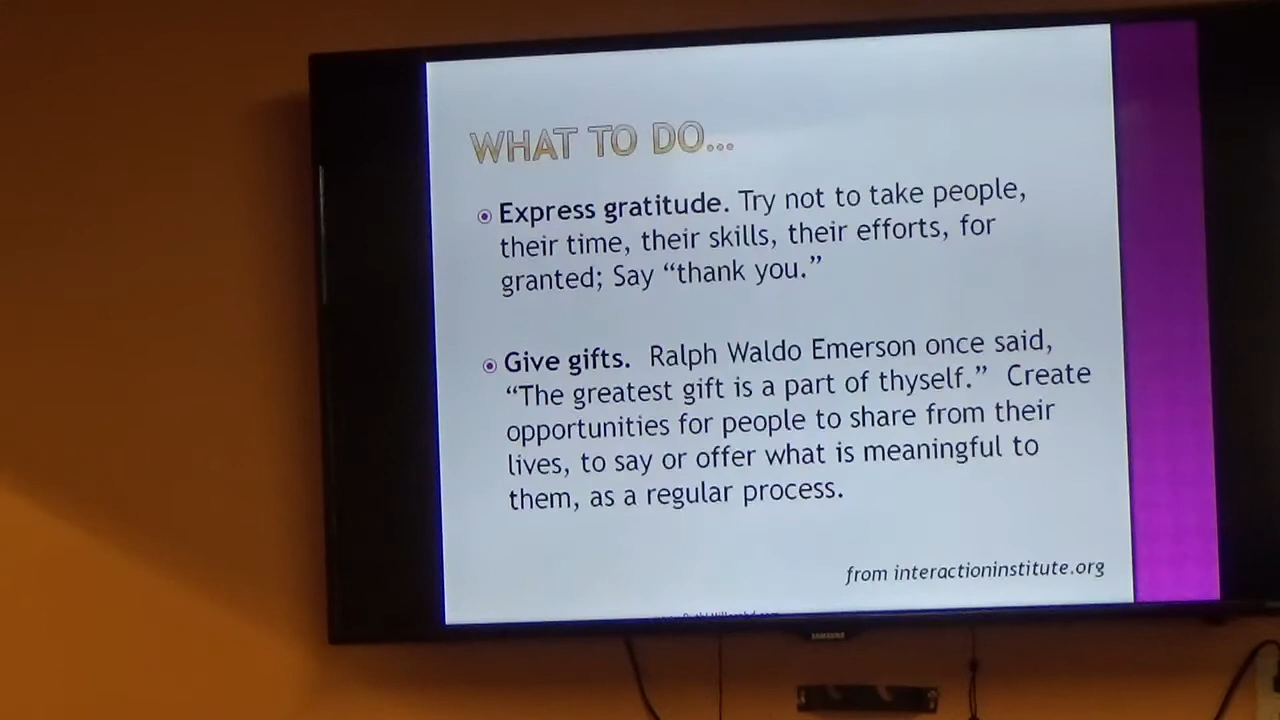 WHAT TO DO...
Express gratitude. Try not to take people,
their time, their skills, their efforts, for
granted; Say “thank you.”
Give gifts. Ralph Waldo Emerson once said,
“The greatest gift is a part of thyself.” Create
opportunities for people to share from their
lives, to say or offer what is meaningful to
them, as a regular process.
from interactioninstitute.org
SAMSUNG